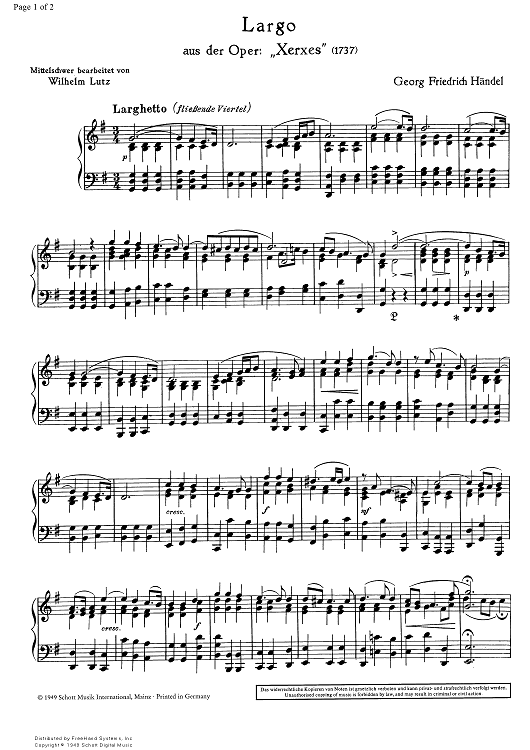 Page 1 of 2
Largo
aus der Oper: „Xerxes” (1737)
Mittelschwer bearbeitet von
Wilhelm Lutz
Georg Friedrich Händel
Larghetto (fließende Viertel)
p
cresc.
sf
mf
cresc.
sf
© 1949 Schott Musik International, Mainz · Printed in Germany
Das widerrechtliche Kopieren von Noten ist gesetzlich verboten und kann privat- und strafrechtlich verfolgt werden.
Unauthorised copying of music is forbidden by law, and may result in criminal or civil action.
Distributed by FreeHand Systems, Inc
Copyright © 1949 Schott Digital Music